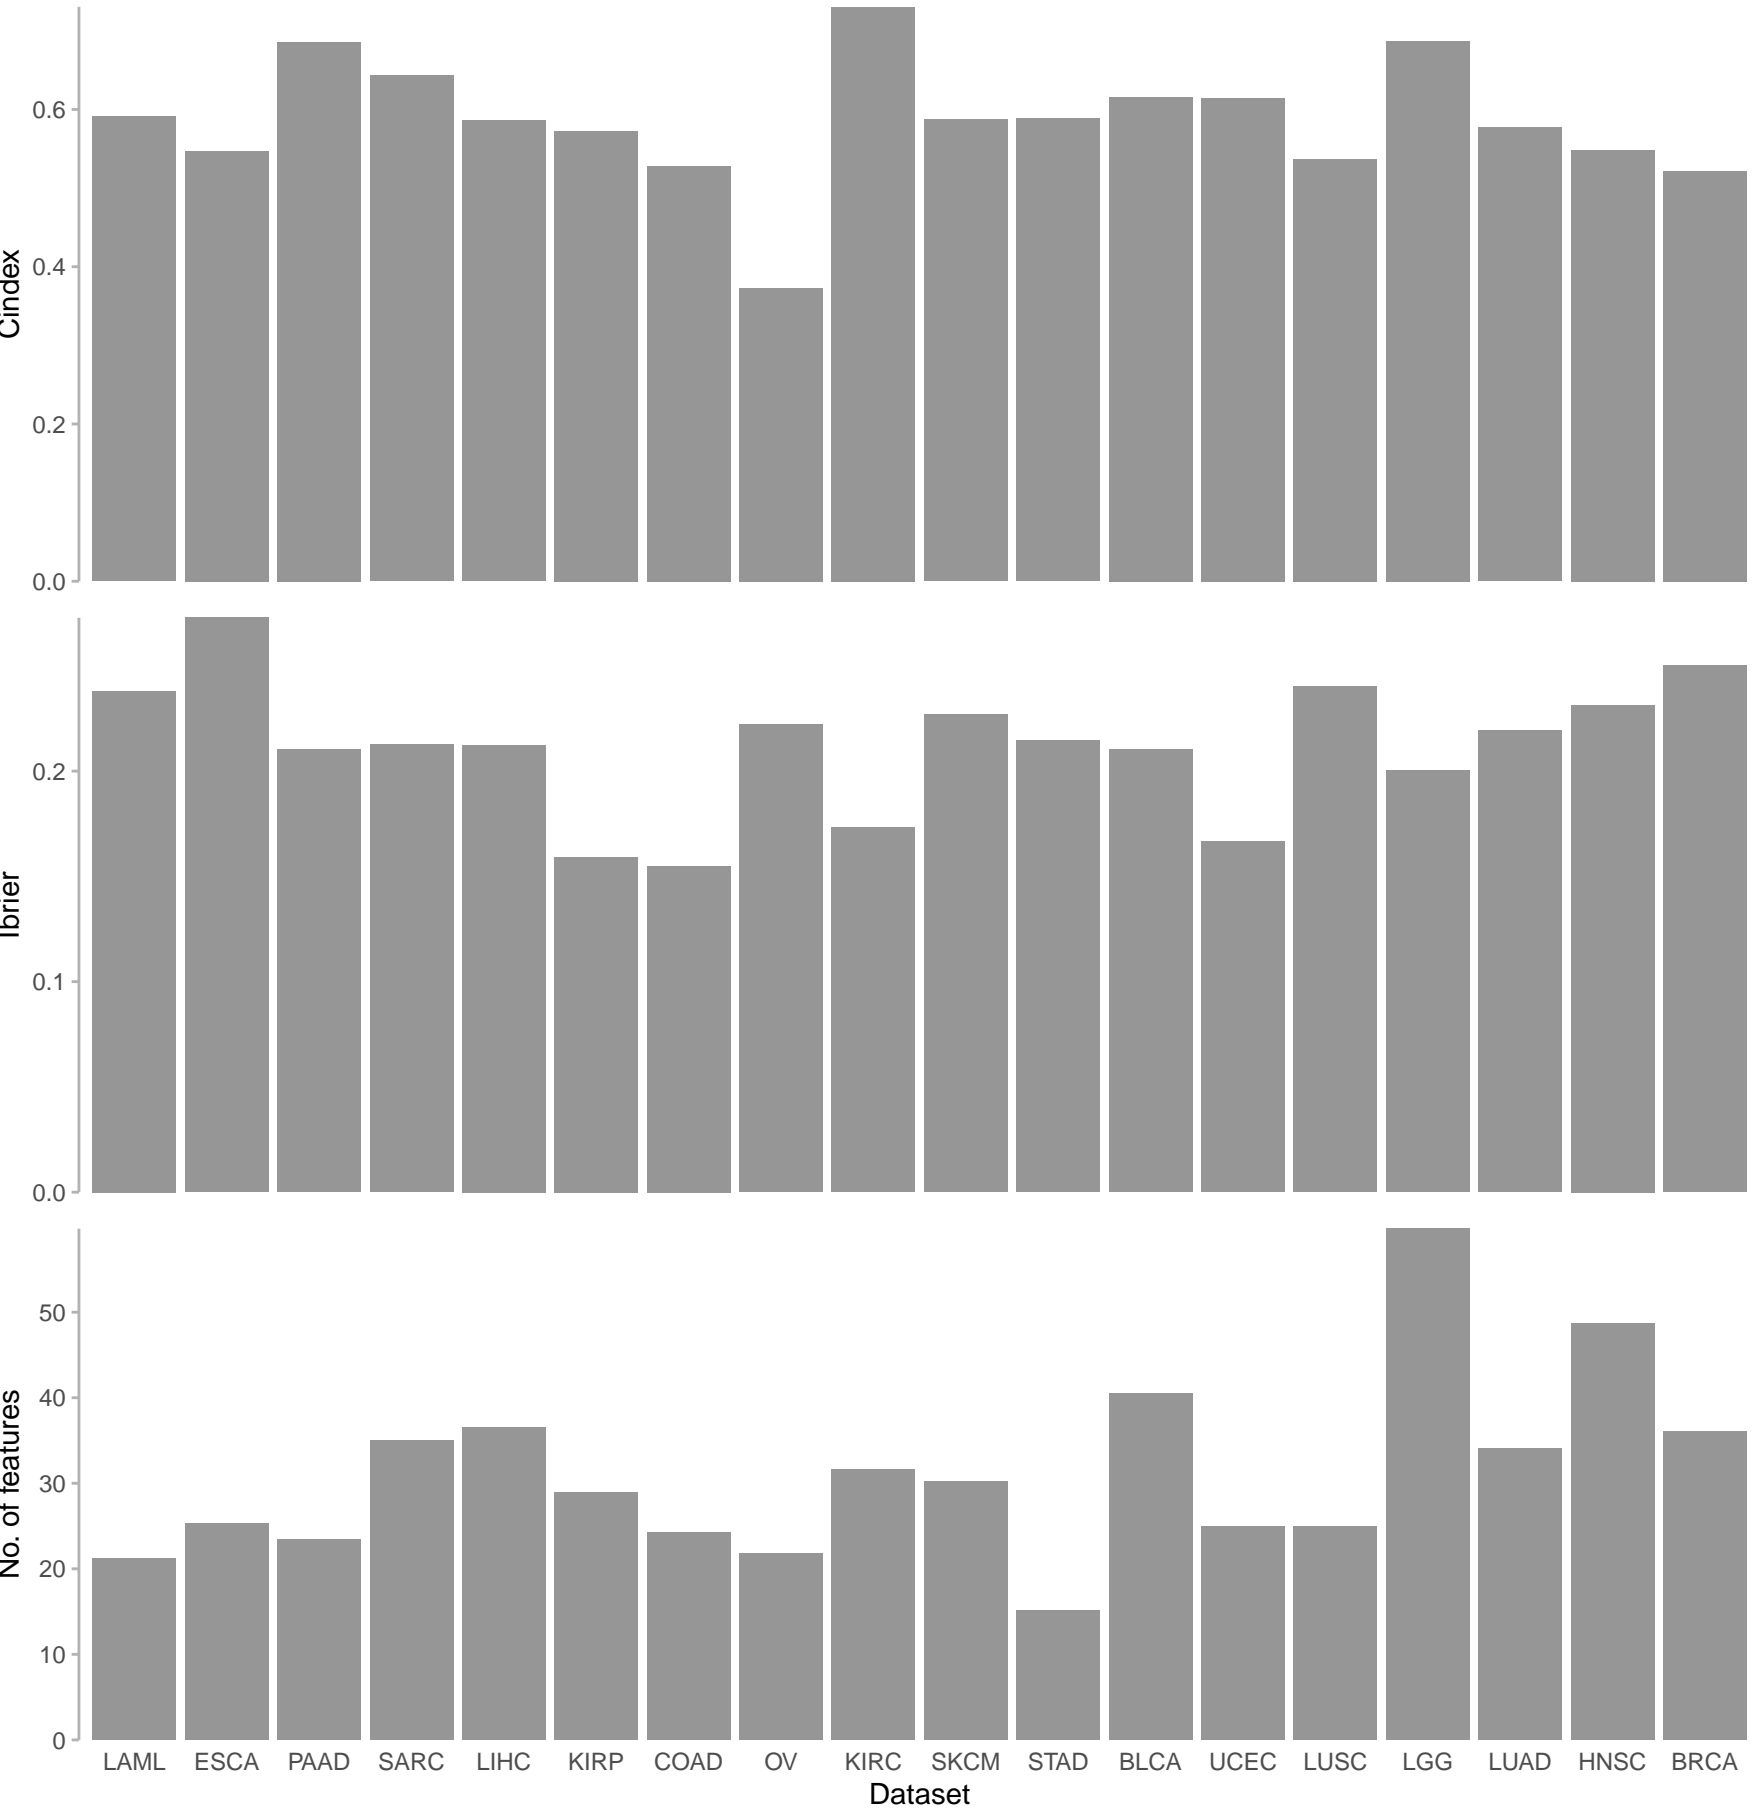 Cindex
0.6
0.4
0.2
0.0
Ibrier
0.2
0.1
0.0
No. of features
50
40
30
20
10
0
LAML ESCA PAAD SARC LIHC KIRP COAD OV KIRC SKCM STAD BLCA UCEC LUSC LGG LUAD HNSC BRCA
Dataset